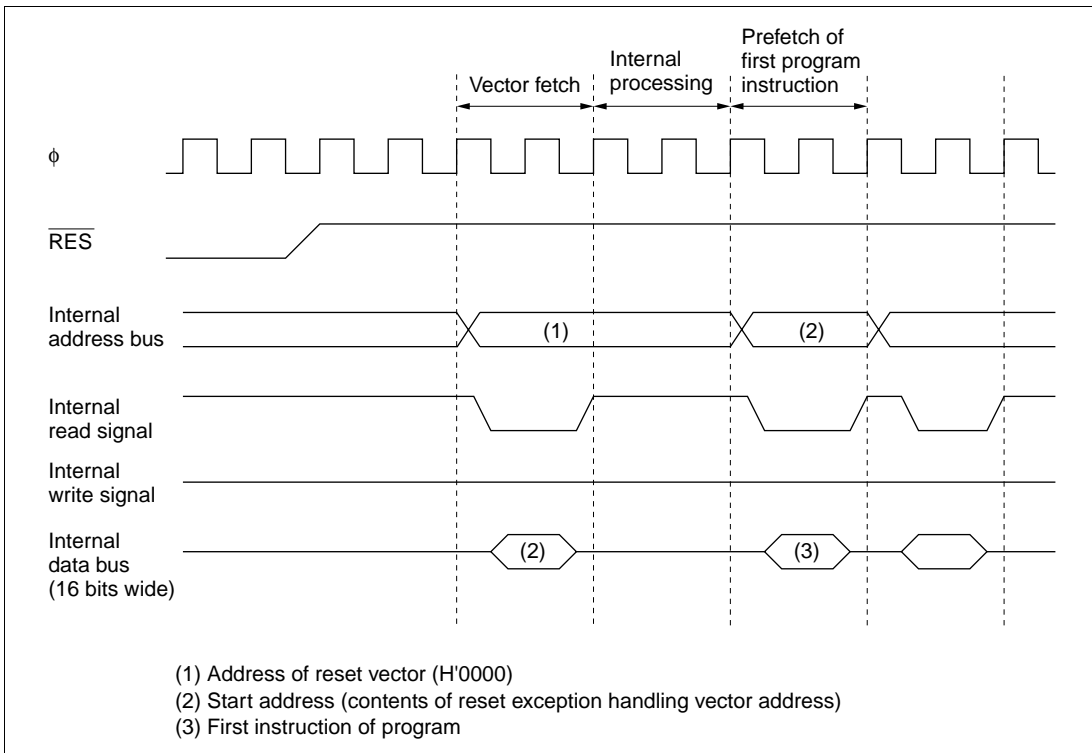 Vector fetch
Internal
processing
Prefetch of
first program
instruction
ϕ
RES
Internal
address bus
(1)
(2)
Internal
read signal
Internal
write signal
Internal
data bus
(16 bits wide)
(2)
(3)
(1) Address of reset vector (H'0000)
(2) Start address (contents of reset exception handling vector address)
(3) First instruction of program